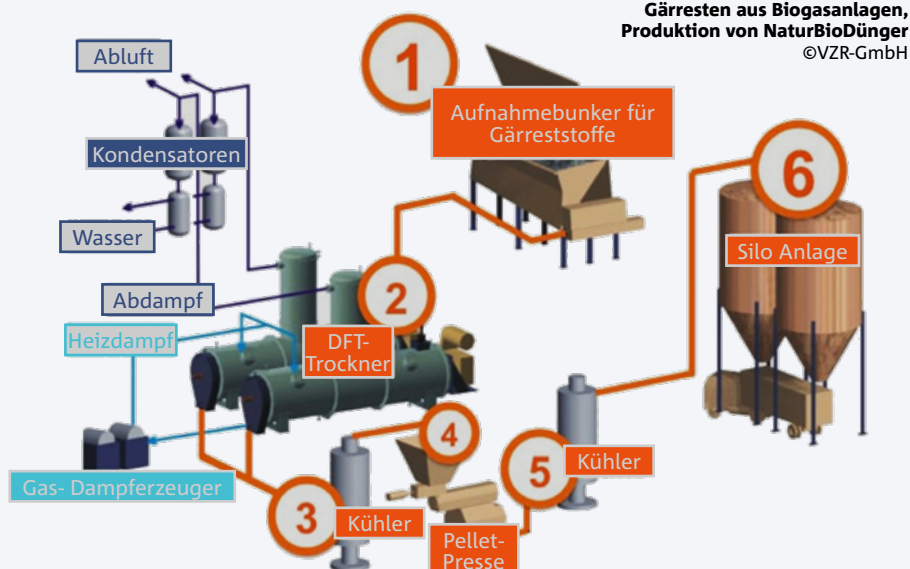 Gärresten aus Biogasanlagen,
Produktion von NaturBioDünger
©VZR-GmbH
Abluft
1
Aufnahmebunker für
Gärreststoffe
Kondensatoren
6
Wasser
Silo Anlage
Abdampf
2
Heizdampf
DFT-
Trockner
4
5
Kühler
Gas- Dampferzeuger
3
Kühler
Pellet-
Presse